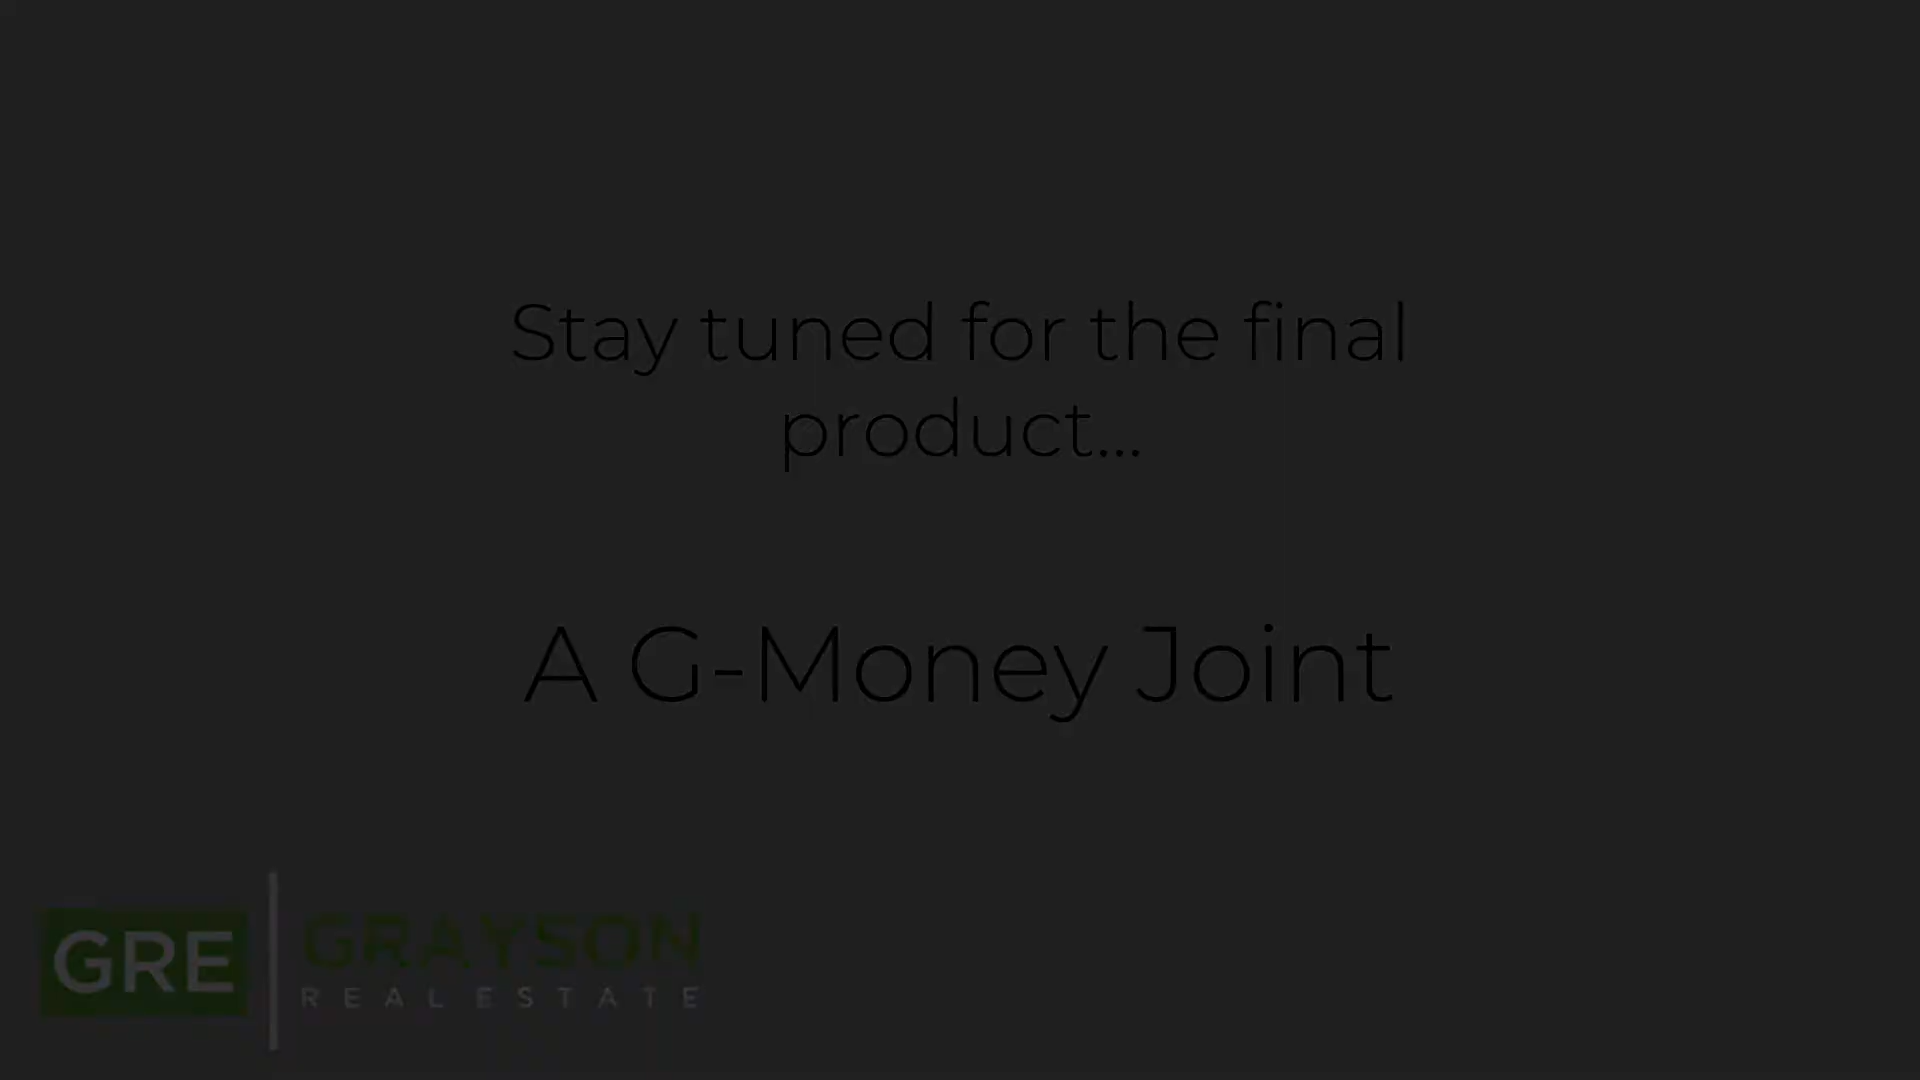 Stay tuned for the final
product...
A G-Money Joint
GRE
GRAYSON
REAL ESTATE